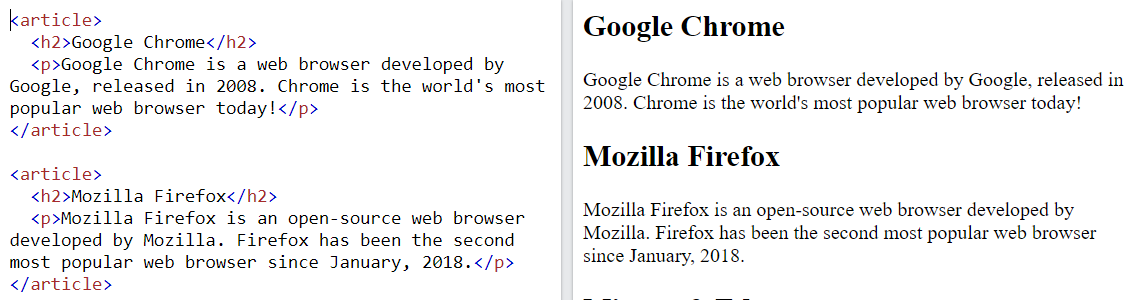 <article>
  <h2>Google Chrome</h2>
  <p>Google Chrome is a web browser developed by
Google, released in 2008. Chrome is the world's most
popular web browser today!</p>
</article>

<article>
  <h2>Mozilla Firefox</h2>
  <p>Mozilla Firefox is an open-source web browser
developed by Mozilla. Firefox has been the second
most popular web browser since January, 2018.</p>
</article>

Google Chrome
Google Chrome is a web browser developed by Google, released in
2008. Chrome is the world's most popular web browser today!
Mozilla Firefox
Mozilla Firefox is an open-source web browser developed by
Mozilla. Firefox has been the second most popular web browser
since January, 2018.